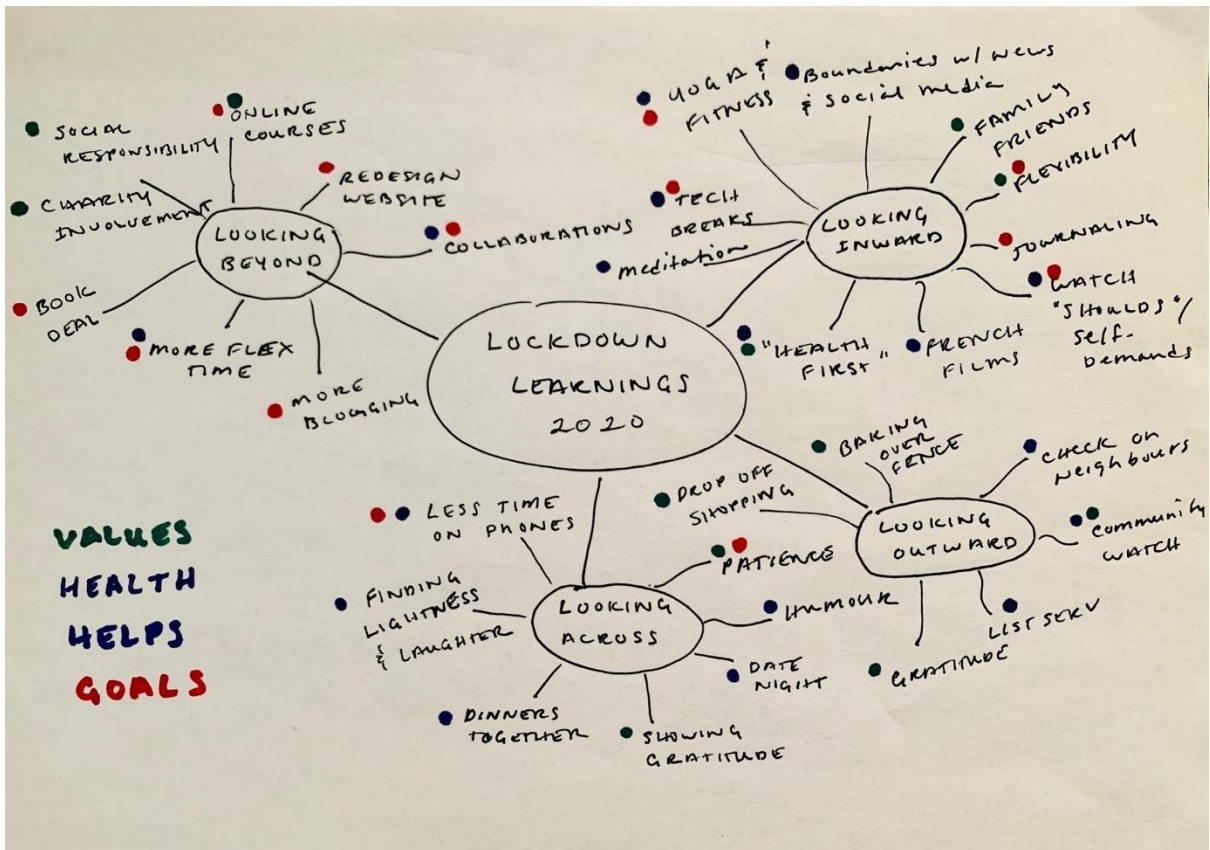 LOCKDOWN
LEARNINGS
2020
LOOKING
BEYOND
SOCIAL
RESPONSIBILITY
ONLINE
COURSES
REDESIGN
WEBSITE
COLLABORATIONS
CHARITY
INVOLVEMENT
BOOK
DEAL
MORE FLEX
TIME
MORE
BLOGGING
LOOKING
INWARD
YOGA &
FITNESS
Boundaries w/ News
& social media
FAMILY
FRIENDS
FLEXIBILITY
JOURNALING
WATCH
"SHOULDS"/
self-
Demands
FRENCH
FILMS
"HEALTH
FIRST"
meditation
TECH
BREAKS
LOOKING
OUTWARD
BAKING
OVER
FENCE
CHECK on
Neighbours
Community
WATCH
LIST SERV
GRATITUDE
DROP OFF
SHOPPING
LOOKING
ACROSS
LESS TIME
ON PHONES
PATIENCE
HUMOUR
DATE
NIGHT
SHOWING
GRATITUDE
DINNERS
TOGETHER
FINDING
LIGHTNESS
& LAUGHTER
VALUES
HEALTH
HELPS
GOALS